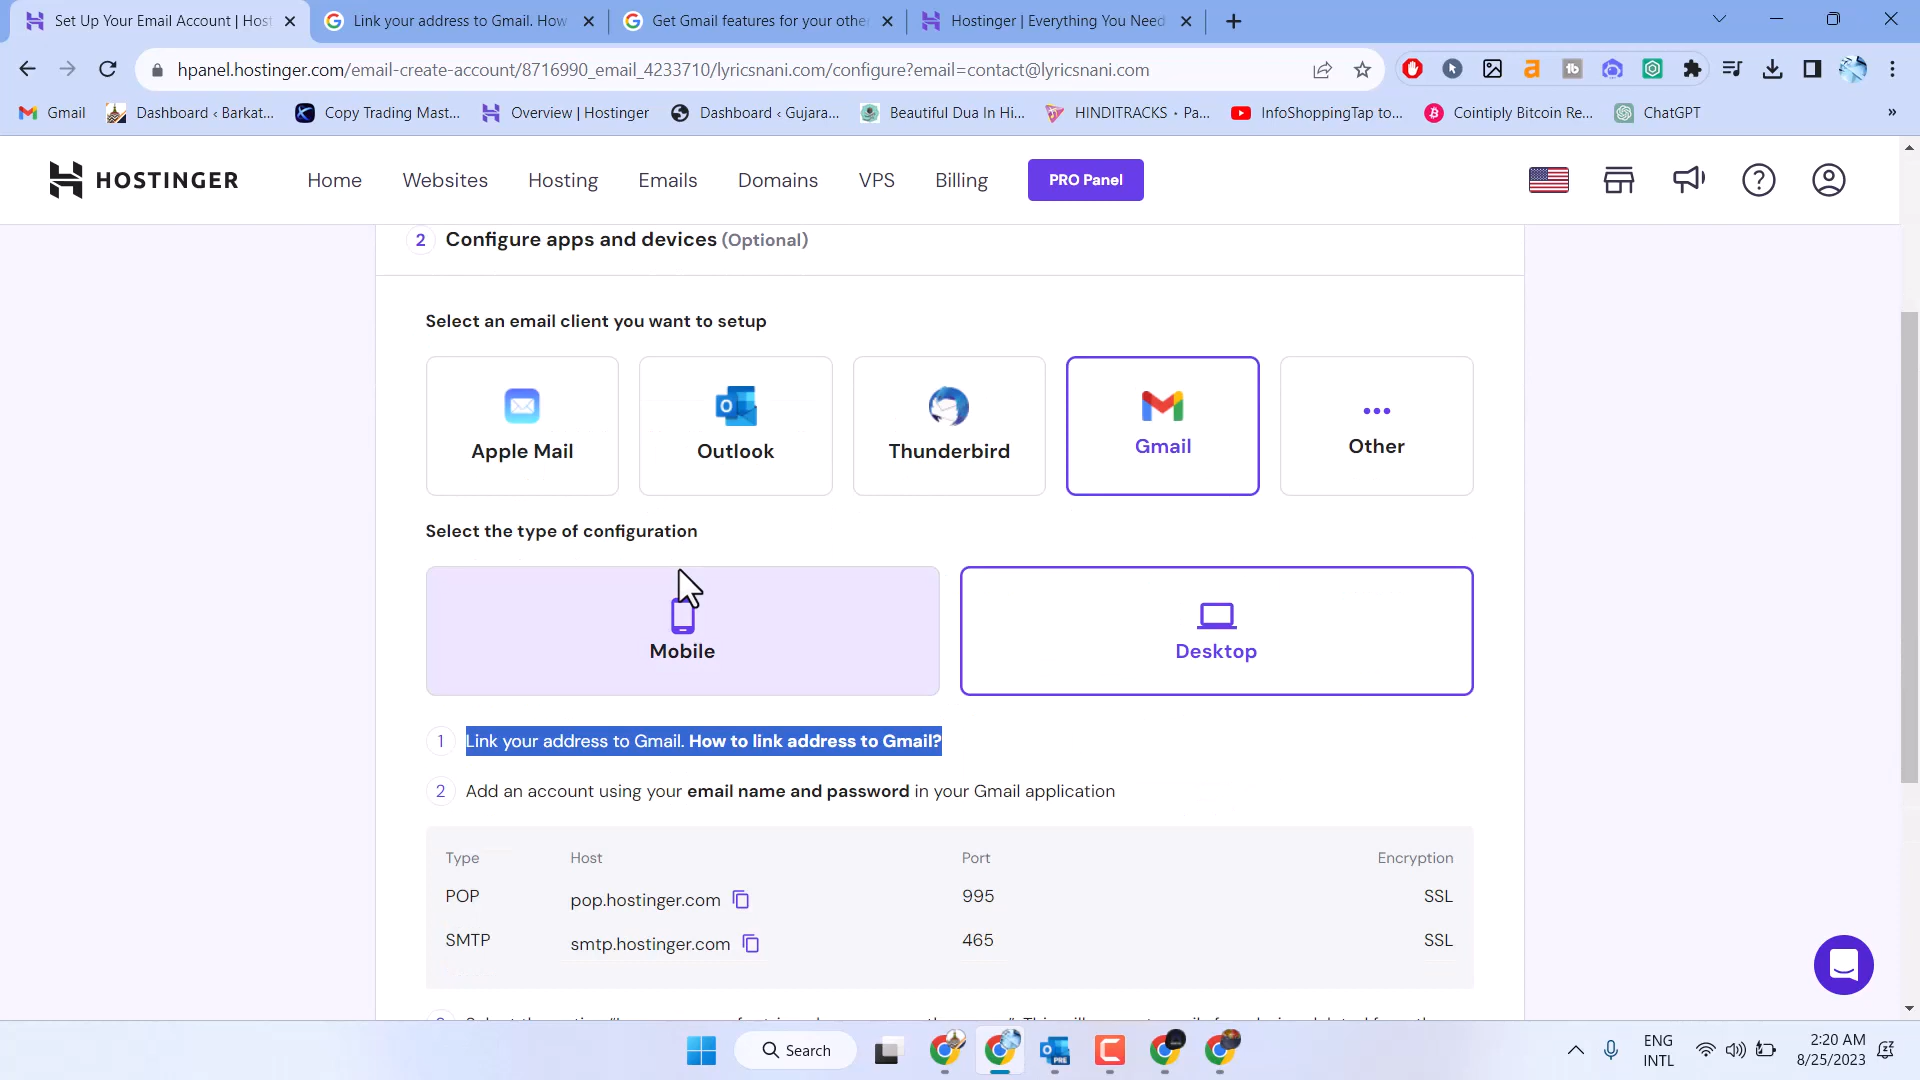 Set Up Your Email Account | Host
Link your address to Gmail. How
Get Gmail features for your othe
Hostinger | Everything You Need
hpanel.hostinger.com/email-create-account/8716990_email_4233710/lyricsnani.com/configure?email=contact@lyricsnani.com
Gmail
Dashboard ‹ Barkat...
Copy Trading Mast...
Overview | Hostinger
Dashboard ‹ Gujara...
Beautiful Dua In Hi...
HINDITRACKS • Pa...
InfoShoppingTap to...
Cointiply Bitcoin Re...
ChatGPT
»
HOSTINGER
Home
Websites
Hosting
Emails
Domains
VPS
Billing
PRO Panel
2 Configure apps and devices (Optional)
Select an email client you want to setup
Apple Mail
Outlook
Thunderbird
Gmail
Other
Select the type of configuration
Mobile
Desktop
1 Link your address to Gmail. How to link address to Gmail?
2 Add an account using your email name and password in your Gmail application
Type Host Port Encryption
POP pop.hostinger.com 995 SSL
SMTP smtp.hostinger.com 465 SSL
Search
ENG
INTL
2:20 AM
8/25/2023